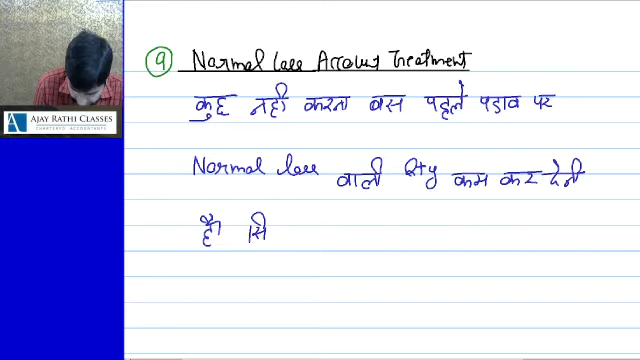 9 Normal Loss Account Treatment
कुछ नहीं करना बस पहले पडाव पर
AJAY RATHI CLASSES
CHARTERED ACCOUNTANTS
Normal Loss वाली Qty कम कर देनी
है। सि